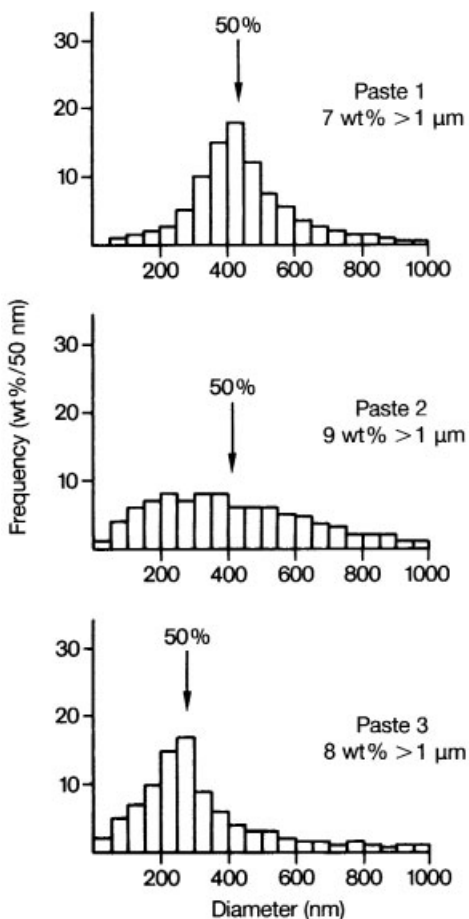 50%
30
20
10
Paste 1
7 wt% >1 µm
200 400 600 800 1000
Frequency (wt%/50 nm)
50%
30
20
10
Paste 2
9 wt% >1 µm
200 400 600 800 1000
50%
30
20
10
Paste 3
8 wt% >1 µm
200 400 600 800 1000
Diameter (nm)